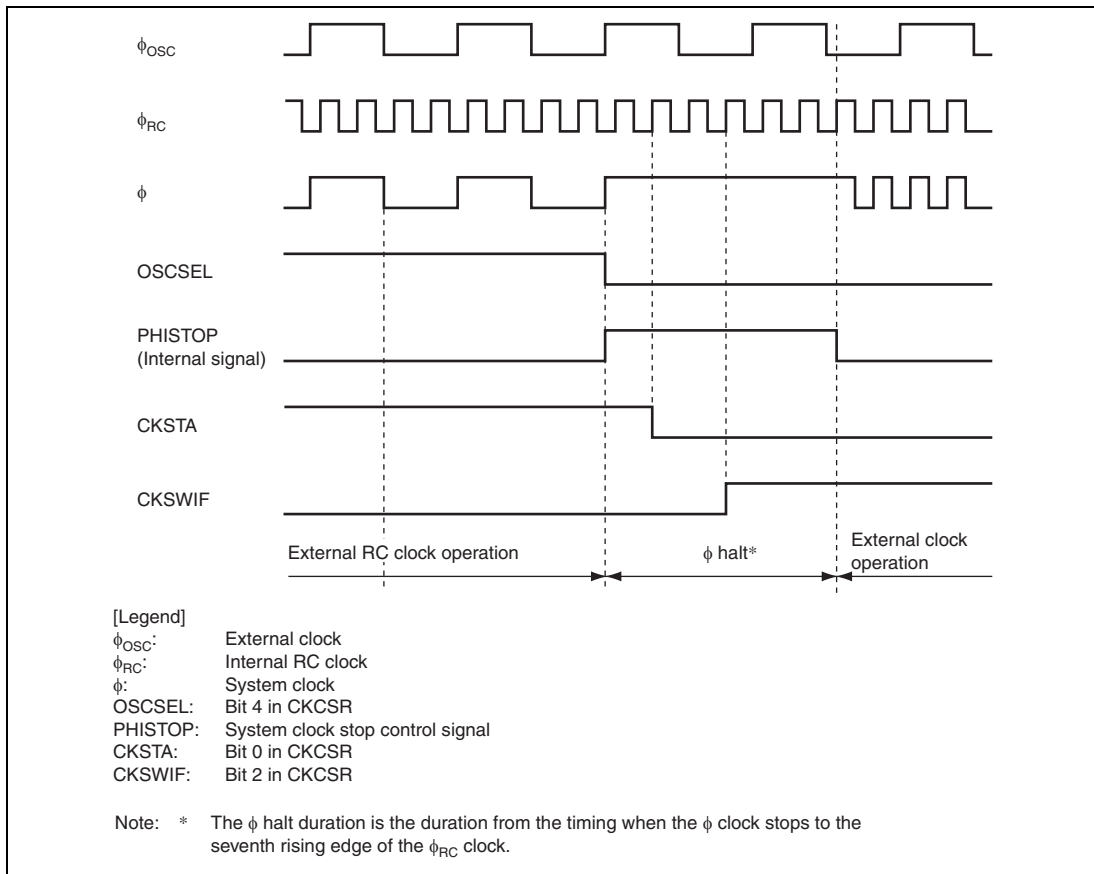 φOSC
φRC
φ
OSCSEL
PHISTOP
(Internal signal)
CKSTA
CKSWIF
External RC clock operation
φ halt*
External clock
operation
[Legend]
φOSC: External clock
φRC: Internal RC clock
φ: System clock
OSCSEL: Bit 4 in CKCSR
PHISTOP: System clock stop control signal
CKSTA: Bit 0 in CKCSR
CKSWIF: Bit 2 in CKCSR
Note: * The φ halt duration is the duration from the timing when the φ clock stops to the
seventh rising edge of the φRC clock.